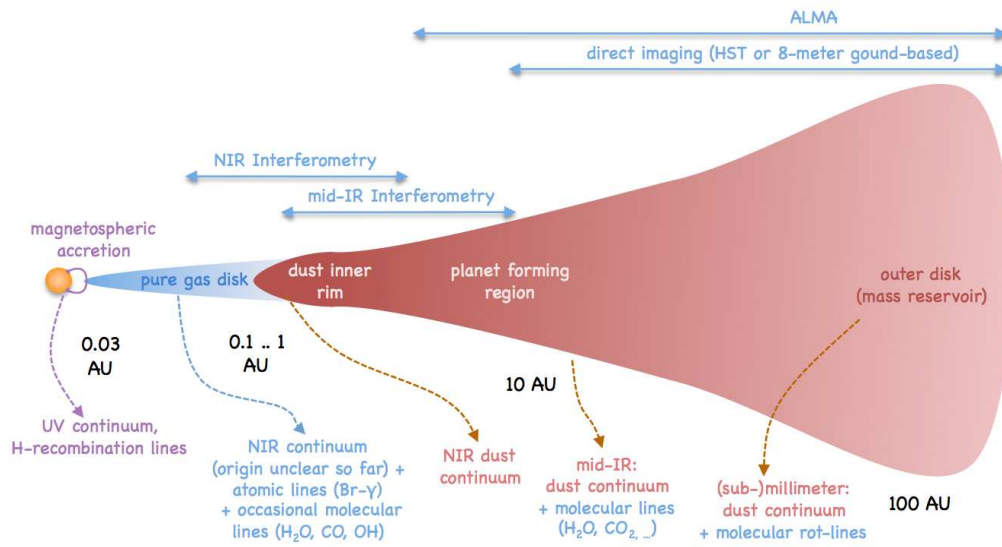 ALMA
direct imaging (HST or 8-meter gound-based)
NIR Interferometry
mid-IR Interferometry
magnetospheric
accretion
pure gas disk
dust inner
rim
planet forming
region
outer disk
(mass reservoir)
0.03
AU
0.1 .. 1
AU
10 AU
100 AU
UV continuum,
H-recombination lines
NIR continuum
(origin unclear so far) +
atomic lines (Br-γ)
+ occasional molecular
lines (H₂O, CO, OH)
NIR dust
continuum
mid-IR:
dust continuum
+ molecular lines
(H₂O, CO₂, …)
(sub-)millimeter:
dust continuum
+ molecular rot-lines